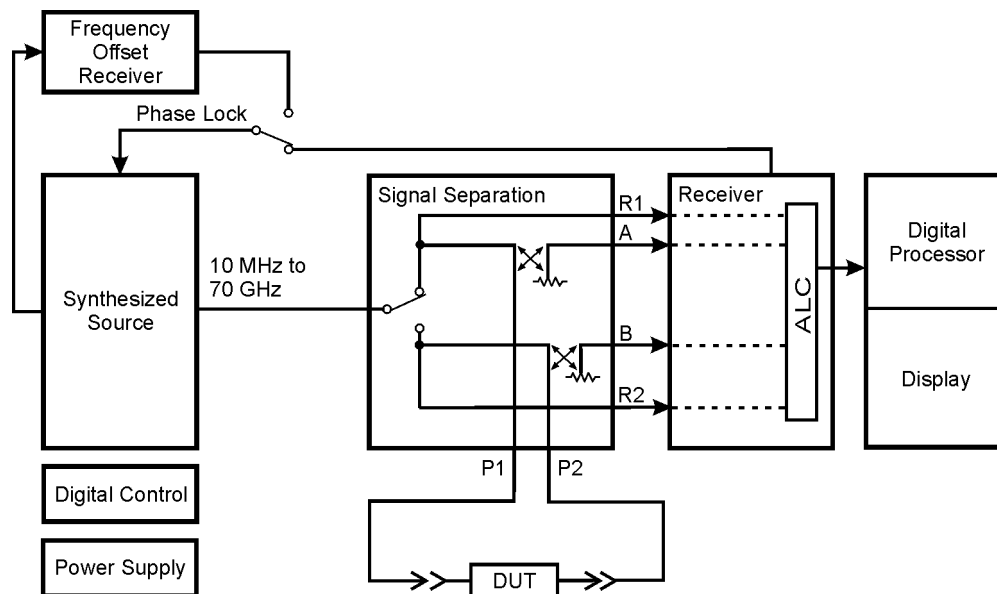 Frequency
Offset
Receiver
Phase Lock
Synthesized
Source
10 MHz to
70 GHz
Signal Separation
R1
A
B
R2
P1
P2
Receiver
ALC
Digital
Processor
Display
Digital Control
Power Supply
DUT